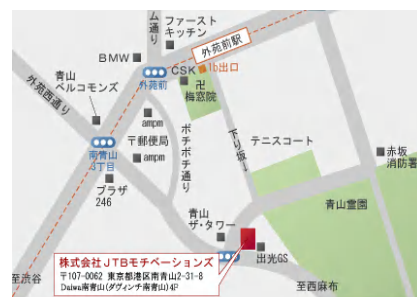 ム通り
ファースト
キッチン
BMW
外苑前駅
外苑前
CSK
1b出口
卍
梅窓院
外苑西通り
青山
ベルコモンズ
ampm
〒郵便局
ampm
南青山
3丁目
プラザ
246
ポチポチ通り
下り坂→
テニスコート
赤坂
消防署
青山霊園
青山
ザ・タワー
出光GS
至渋谷
至西麻布
株式会社JTBモチベーションズ
〒107-0062 東京都港区南青山2-31-8
Daiwa南青山(ダヴィンチ南青山)4F